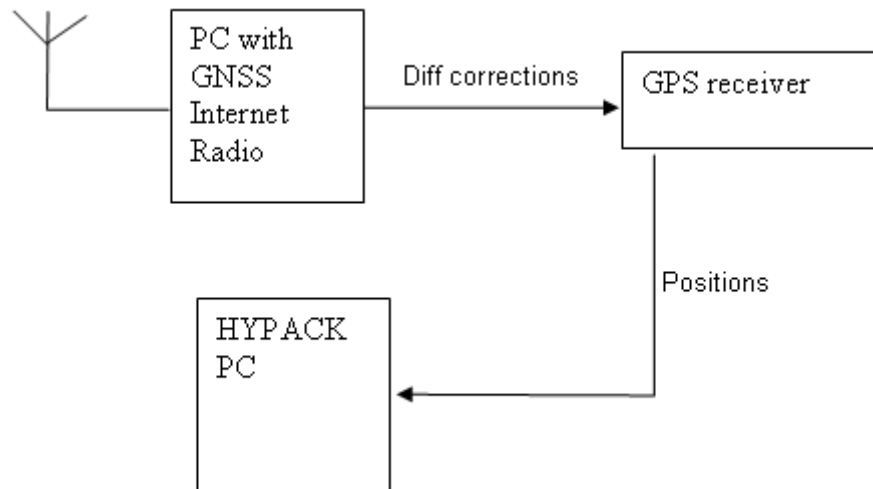 PC with
GNSS
Internet
Radio
Diff corrections
GPS receiver
Positions
HYPACK
PC